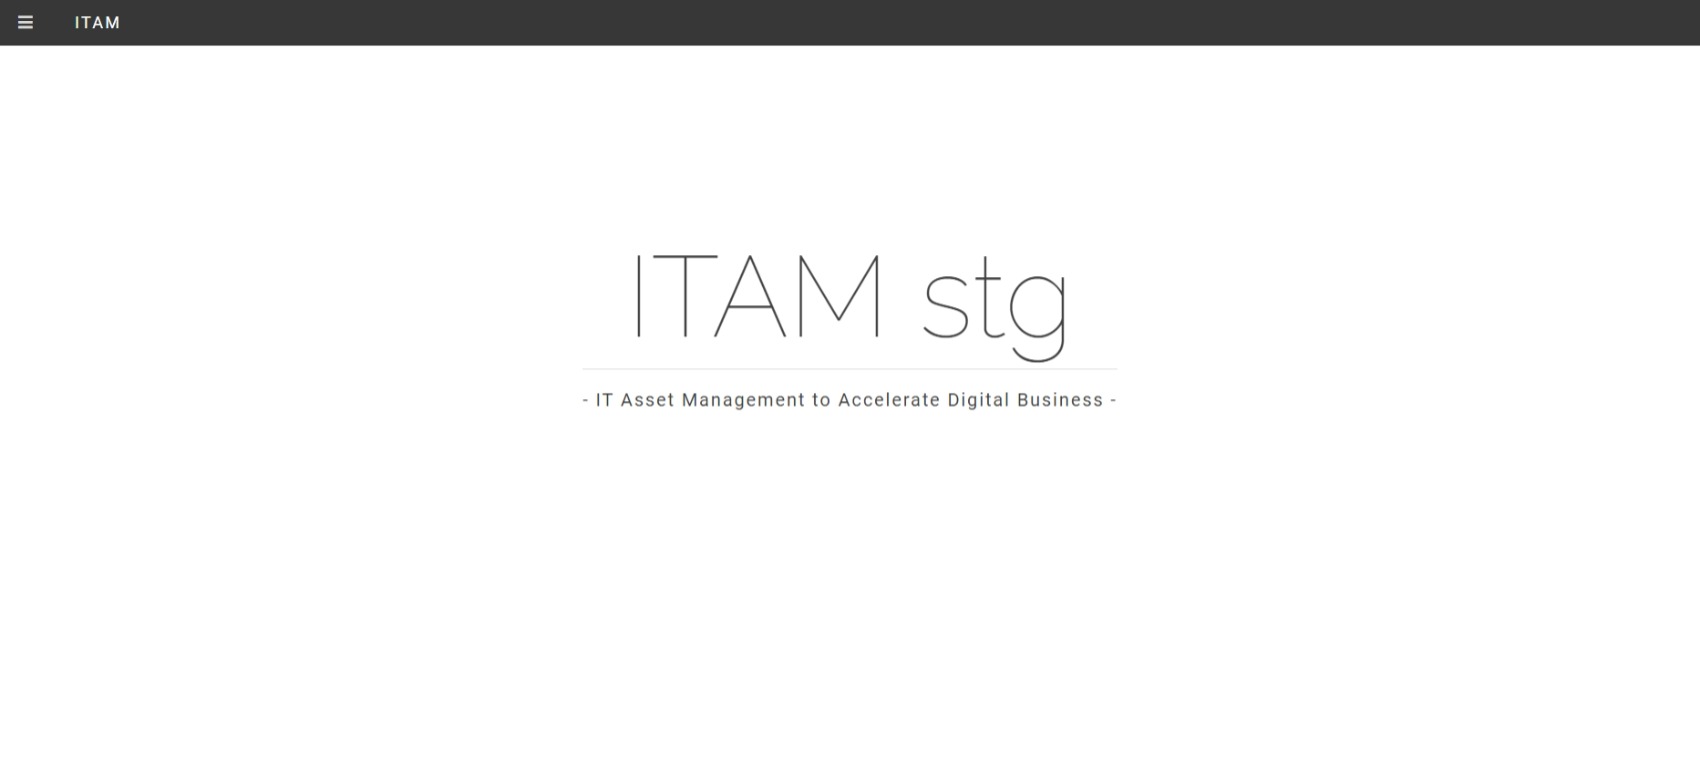 ITAM
ITAM stg
- IT Asset Management to Accelerate Digital Business -